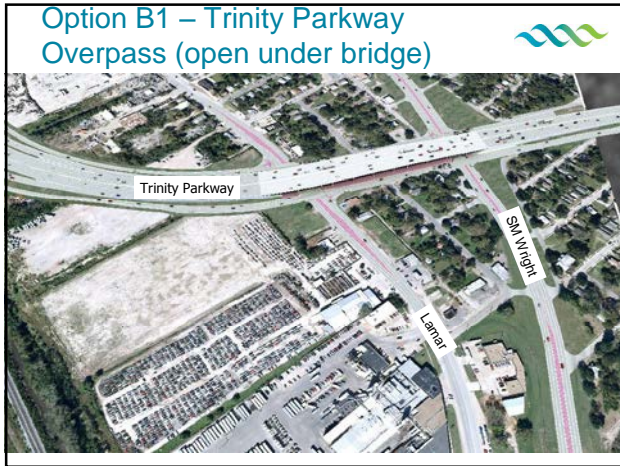 Option B1 – Trinity Parkway
Overpass (open under bridge)
Trinity Parkway
SM Wright
Lamar